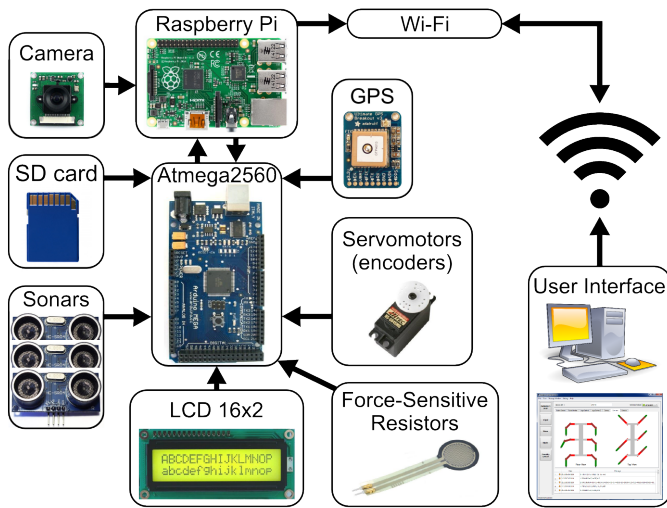 Raspberry Pi
Wi-Fi
Camera
GPS
SD card
Atmega2560
Servomotors
(encoders)
Sonars
User Interface
LCD 16x2
ABCDEFGHIJKLMNOP
abcdefghijklmnop
Force-Sensitive
Resistors